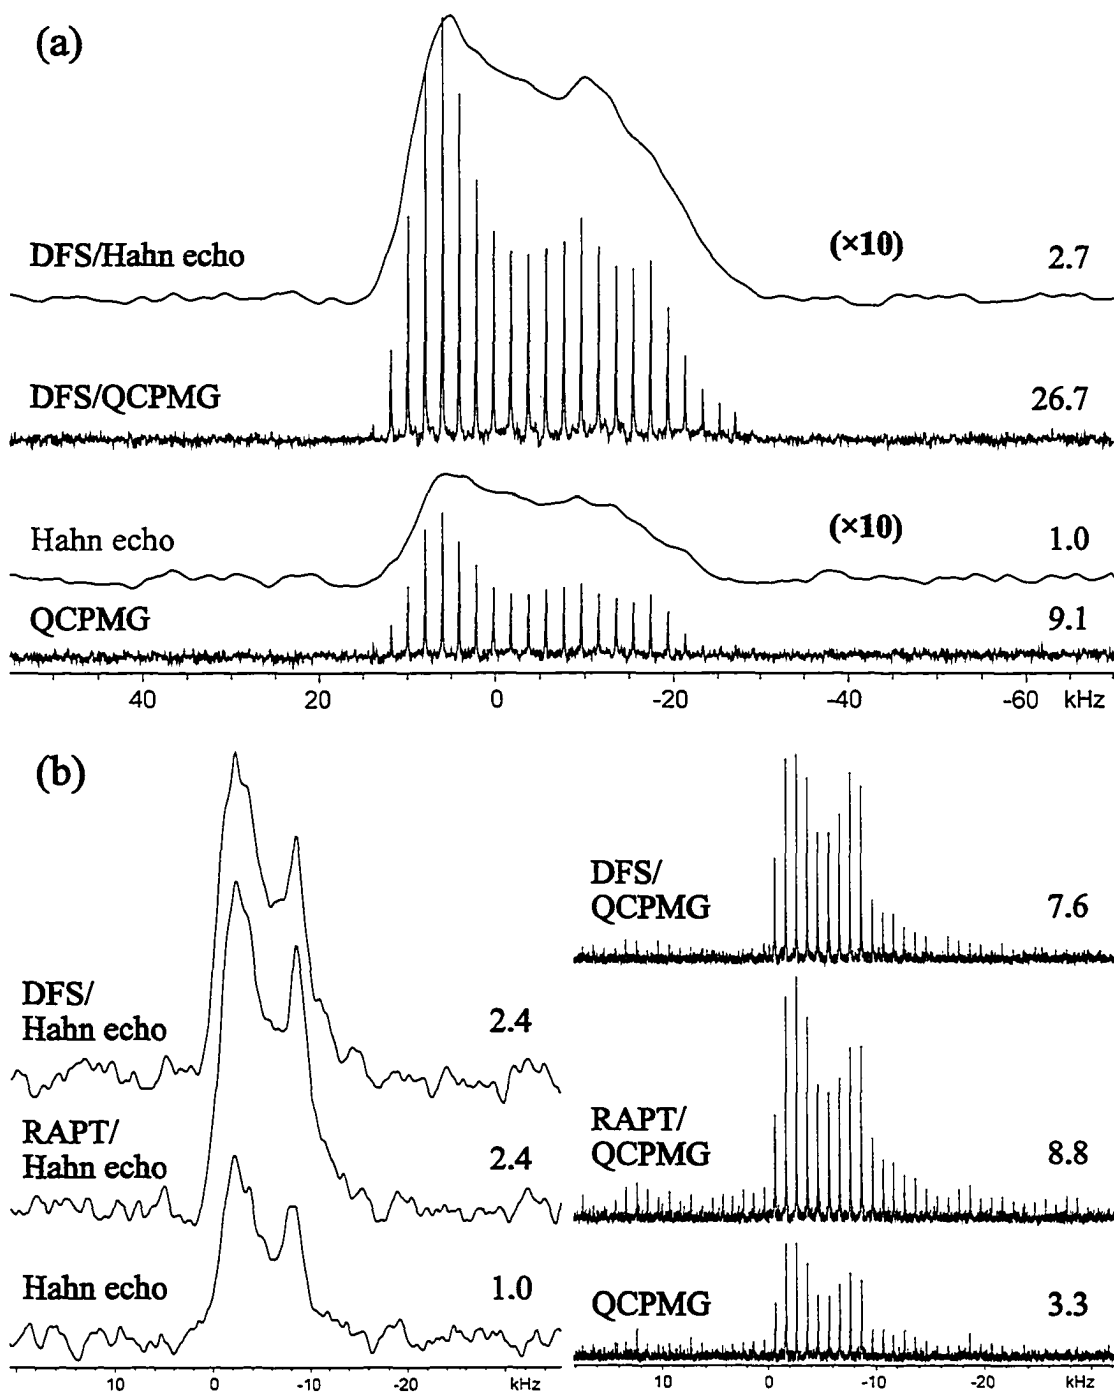 (a)
DFS/Hahn echo
(×10)
2.7
DFS/QCPMG
26.7
Hahn echo
(×10)
1.0
QCPMG
9.1
40 20 0 -20 -40 -60 kHz
(b)
DFS/
Hahn echo
2.4
RAPT/
Hahn echo
2.4
Hahn echo
1.0
10 0 -10 -20 kHz
DFS/
QCPMG
7.6
RAPT/
QCPMG
8.8
QCPMG
3.3
10 0 -10 -20 kHz